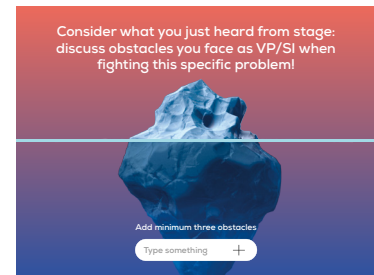 Consider what you just heard from stage:
discuss obstacles you face as VP/SI when
fighting this specific problem!
Add minimum three obstacles
Type something